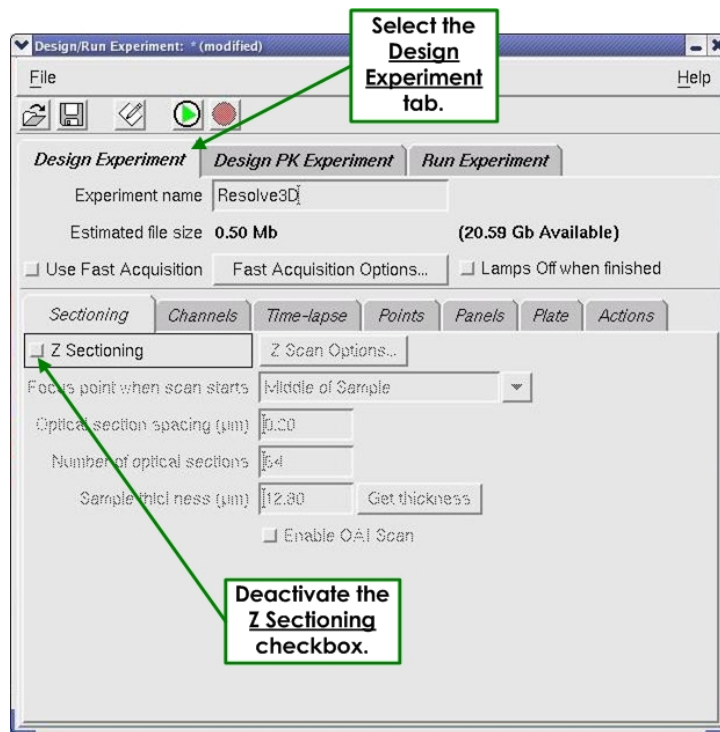 Select the
Design
Experiment
tab.
Design/Run Experiment: *(modified)
File Help
Design Experiment Design PK Experiment Run Experiment
Experiment name Resolve3D
Estimated file size 0.50 Mb (20.59 Gb Available)
Use Fast Acquisition Fast Acquisition Options... Lamps Off when finished
Sectioning Channels Time-lapse Points Panels Plate Actions
Z Sectioning Z Scan Options...
Focus point when scan starts Middle of Sample
Optical section spacing (µm) 0.20
Number of optical sections 64
Sample thickness (µm) 12.80 Get thickness
Enable OAI Scan
Deactivate the
Z Sectioning
checkbox.